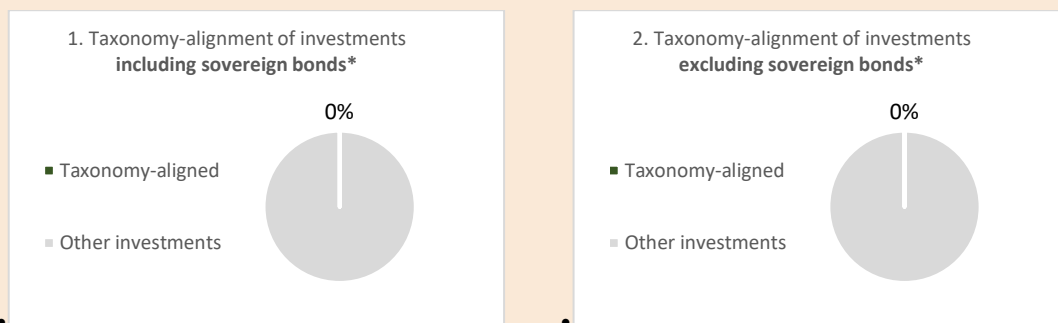 1. Taxonomy-alignment of investments
including sovereign bonds*
0%
Taxonomy-aligned
Other investments
2. Taxonomy-alignment of investments
excluding sovereign bonds*
0%
Taxonomy-aligned
Other investments